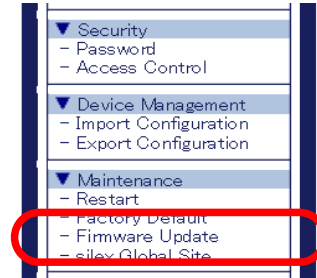 ▼ Security
- Password
- Access Control
▼ Device Management
- Import Configuration
- Export Configuration
▼ Maintenance
- Restart
- Factory Default
- Firmware Update
- silex Global Site